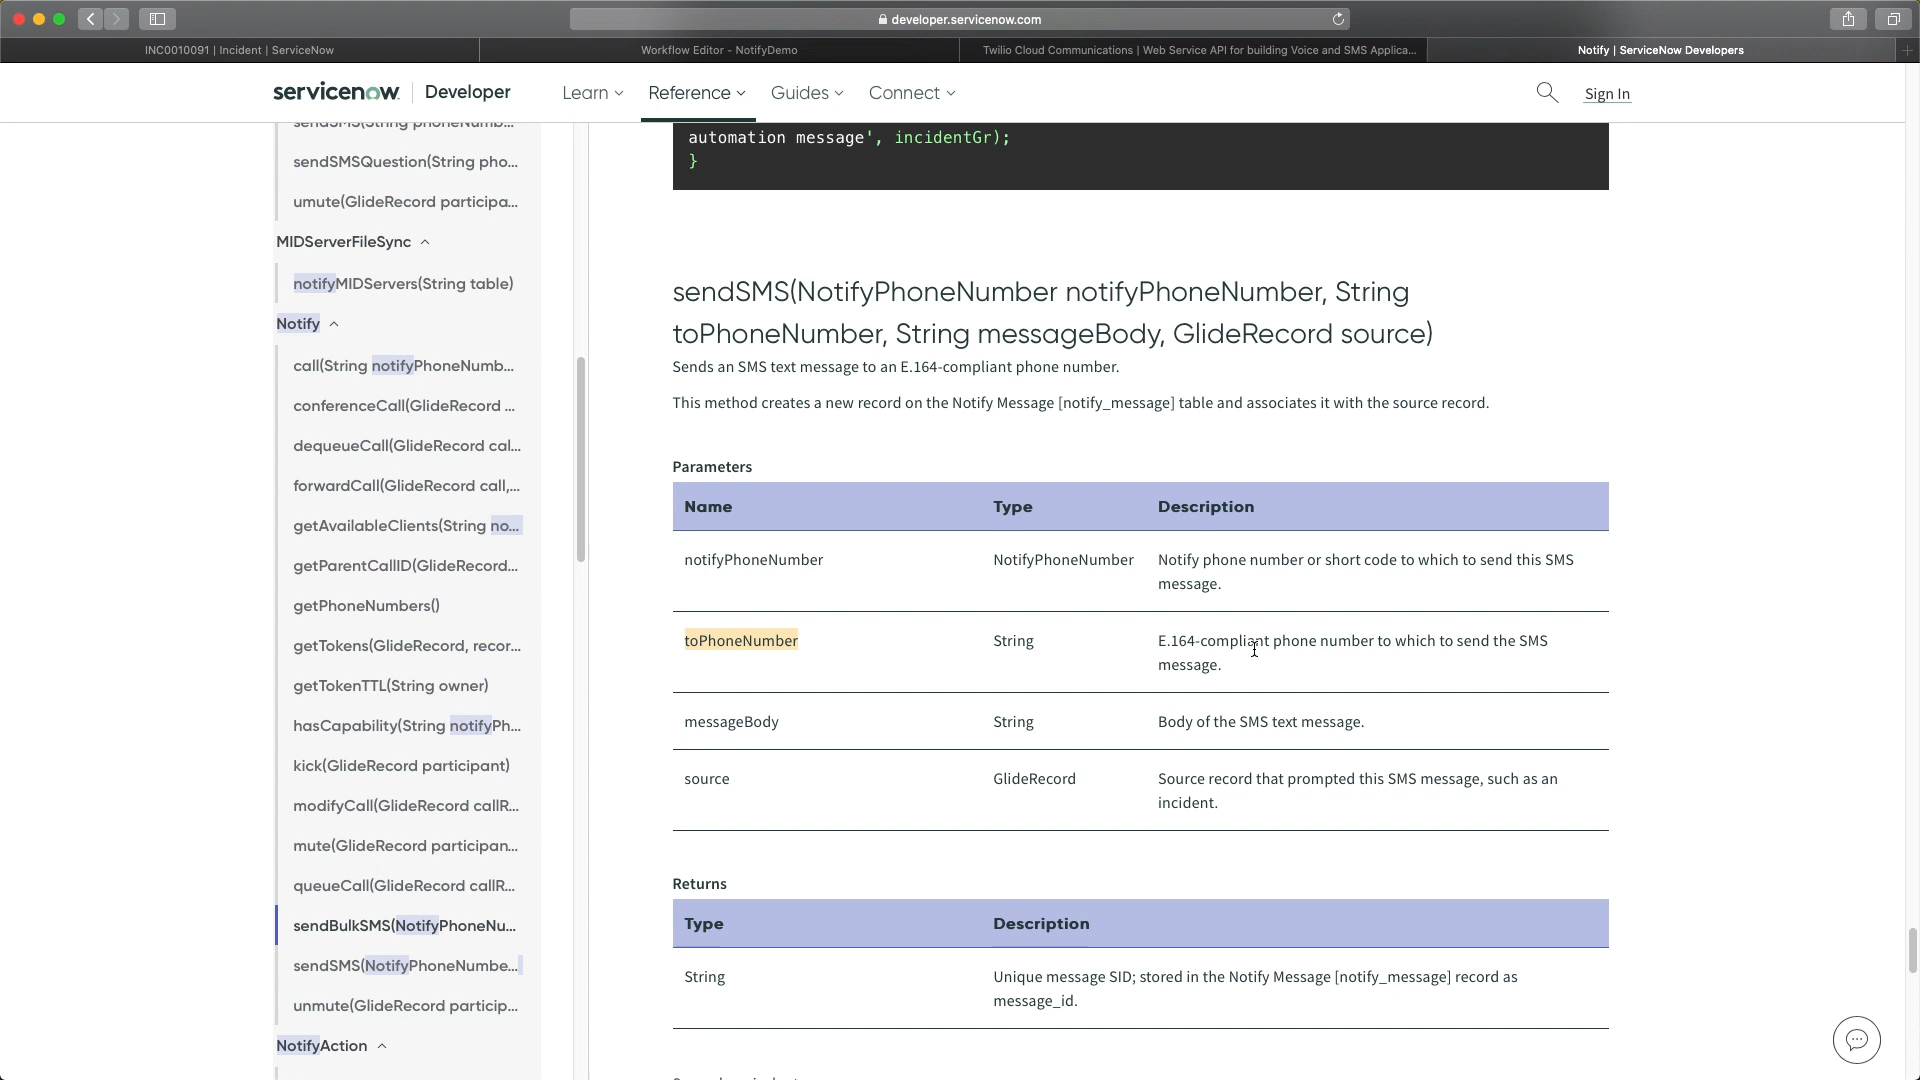 developer.servicenow.com
INC0010091 | Incident | ServiceNow
Workflow Editor - NotifyDemo
Twilio Cloud Communications | Web Service API for building Voice and SMS Applica...
Notify | ServiceNow Developers
servicenow
Developer
Learn
Reference
Guides
Connect
Sign In
sendSMS(String phoneNumb...
sendSMSQuestion(String pho...
umute(GlideRecord participa...
MIDServerFileSync
notifyMIDServers(String table)
Notify
call(String notifyPhoneNumb...
conferenceCall(GlideRecord ...
dequeueCall(GlideRecord cal...
forwardCall(GlideRecord call,...
getAvailableClients(String no...
getParentCallID(GlideRecord...
getPhoneNumbers()
getTokens(GlideRecord, recor...
getTokenTTL(String owner)
hasCapability(String notifyPh...
kick(GlideRecord participant)
modifyCall(GlideRecord callR...
mute(GlideRecord participan...
queueCall(GlideRecord callR...
sendBulkSMS(NotifyPhoneNu...
sendSMS(NotifyPhoneNumbe...
unmute(GlideRecord particip...
NotifyAction
automation message', incidentGr);
}
sendSMS(NotifyPhoneNumber notifyPhoneNumber, String
toPhoneNumber, String messageBody, GlideRecord source)
Sends an SMS text message to an E.164-compliant phone number.
This method creates a new record on the Notify Message [notify_message] table and associates it with the source record.
Parameters
Name Type Description
notifyPhoneNumber NotifyPhoneNumber Notify phone number or short code to which to send this SMS
message.
toPhoneNumber String E.164-compliant phone number to which to send the SMS
message.
messageBody String Body of the SMS text message.
source GlideRecord Source record that prompted this SMS message, such as an
incident.
Returns
Type Description
String Unique message SID; stored in the Notify Message [notify_message] record as
message_id.